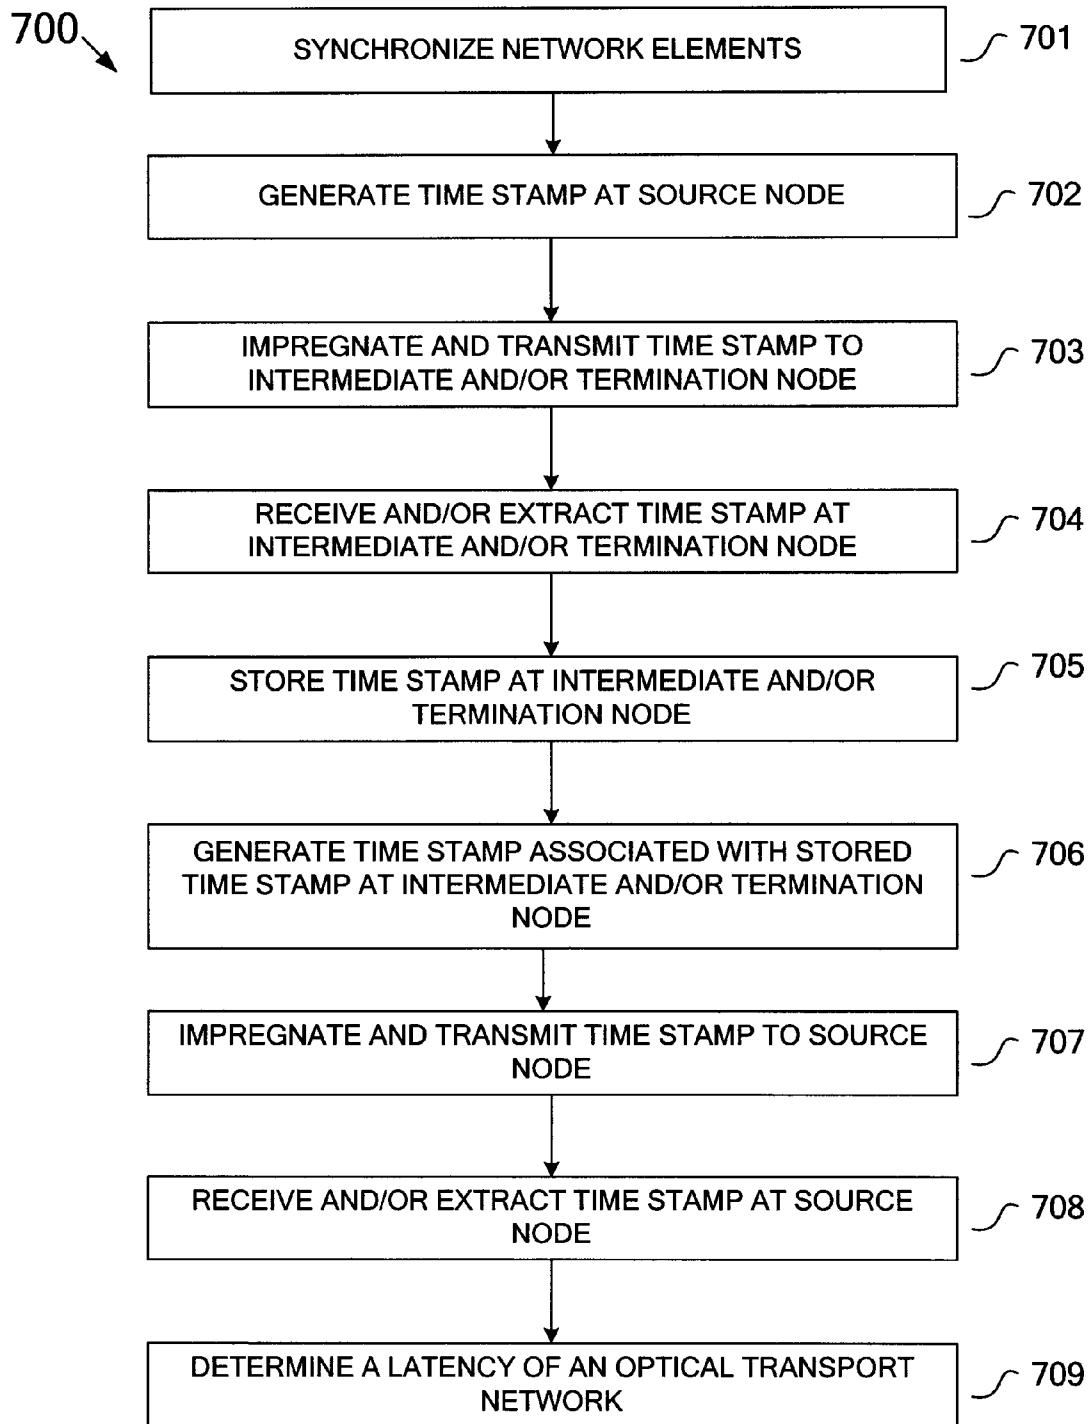 700
SYNCHRONIZE NETWORK ELEMENTS
701
GENERATE TIME STAMP AT SOURCE NODE
702
IMPREGNATE AND TRANSMIT TIME STAMP TO
INTERMEDIATE AND/OR TERMINATION NODE
703
RECEIVE AND/OR EXTRACT TIME STAMP AT
INTERMEDIATE AND/OR TERMINATION NODE
704
STORE TIME STAMP AT INTERMEDIATE AND/OR
TERMINATION NODE
705
GENERATE TIME STAMP ASSOCIATED WITH STORED
TIME STAMP AT INTERMEDIATE AND/OR TERMINATION
NODE
706
IMPREGNATE AND TRANSMIT TIME STAMP TO SOURCE
NODE
707
RECEIVE AND/OR EXTRACT TIME STAMP AT SOURCE
NODE
708
DETERMINE A LATENCY OF AN OPTICAL TRANSPORT
NETWORK
709